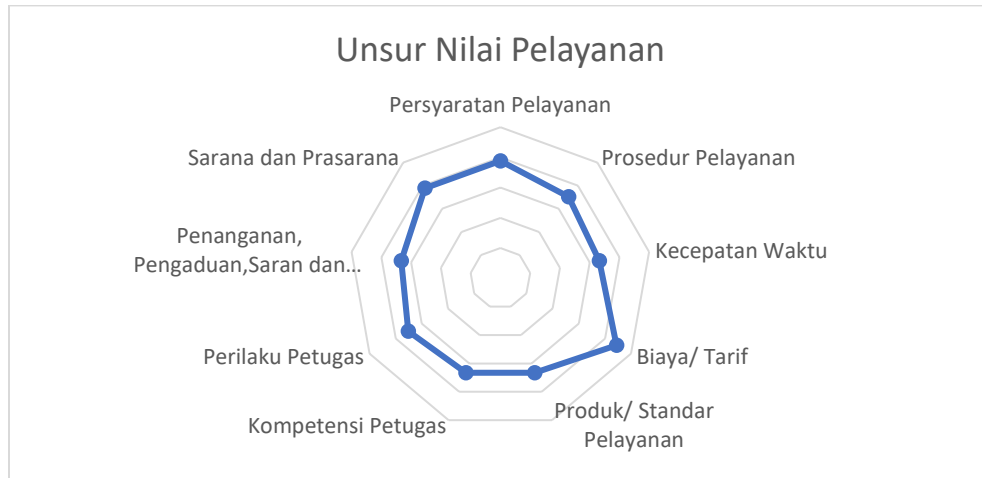 Unsur Nilai Pelayanan
Persyaratan Pelayanan
Prosedur Pelayanan
Kecepatan Waktu
Biaya/ Tarif
Produk/ Standar
Pelayanan
Kompetensi Petugas
Perilaku Petugas
Penanganan,
Pengaduan,Saran dan...
Sarana dan Prasarana